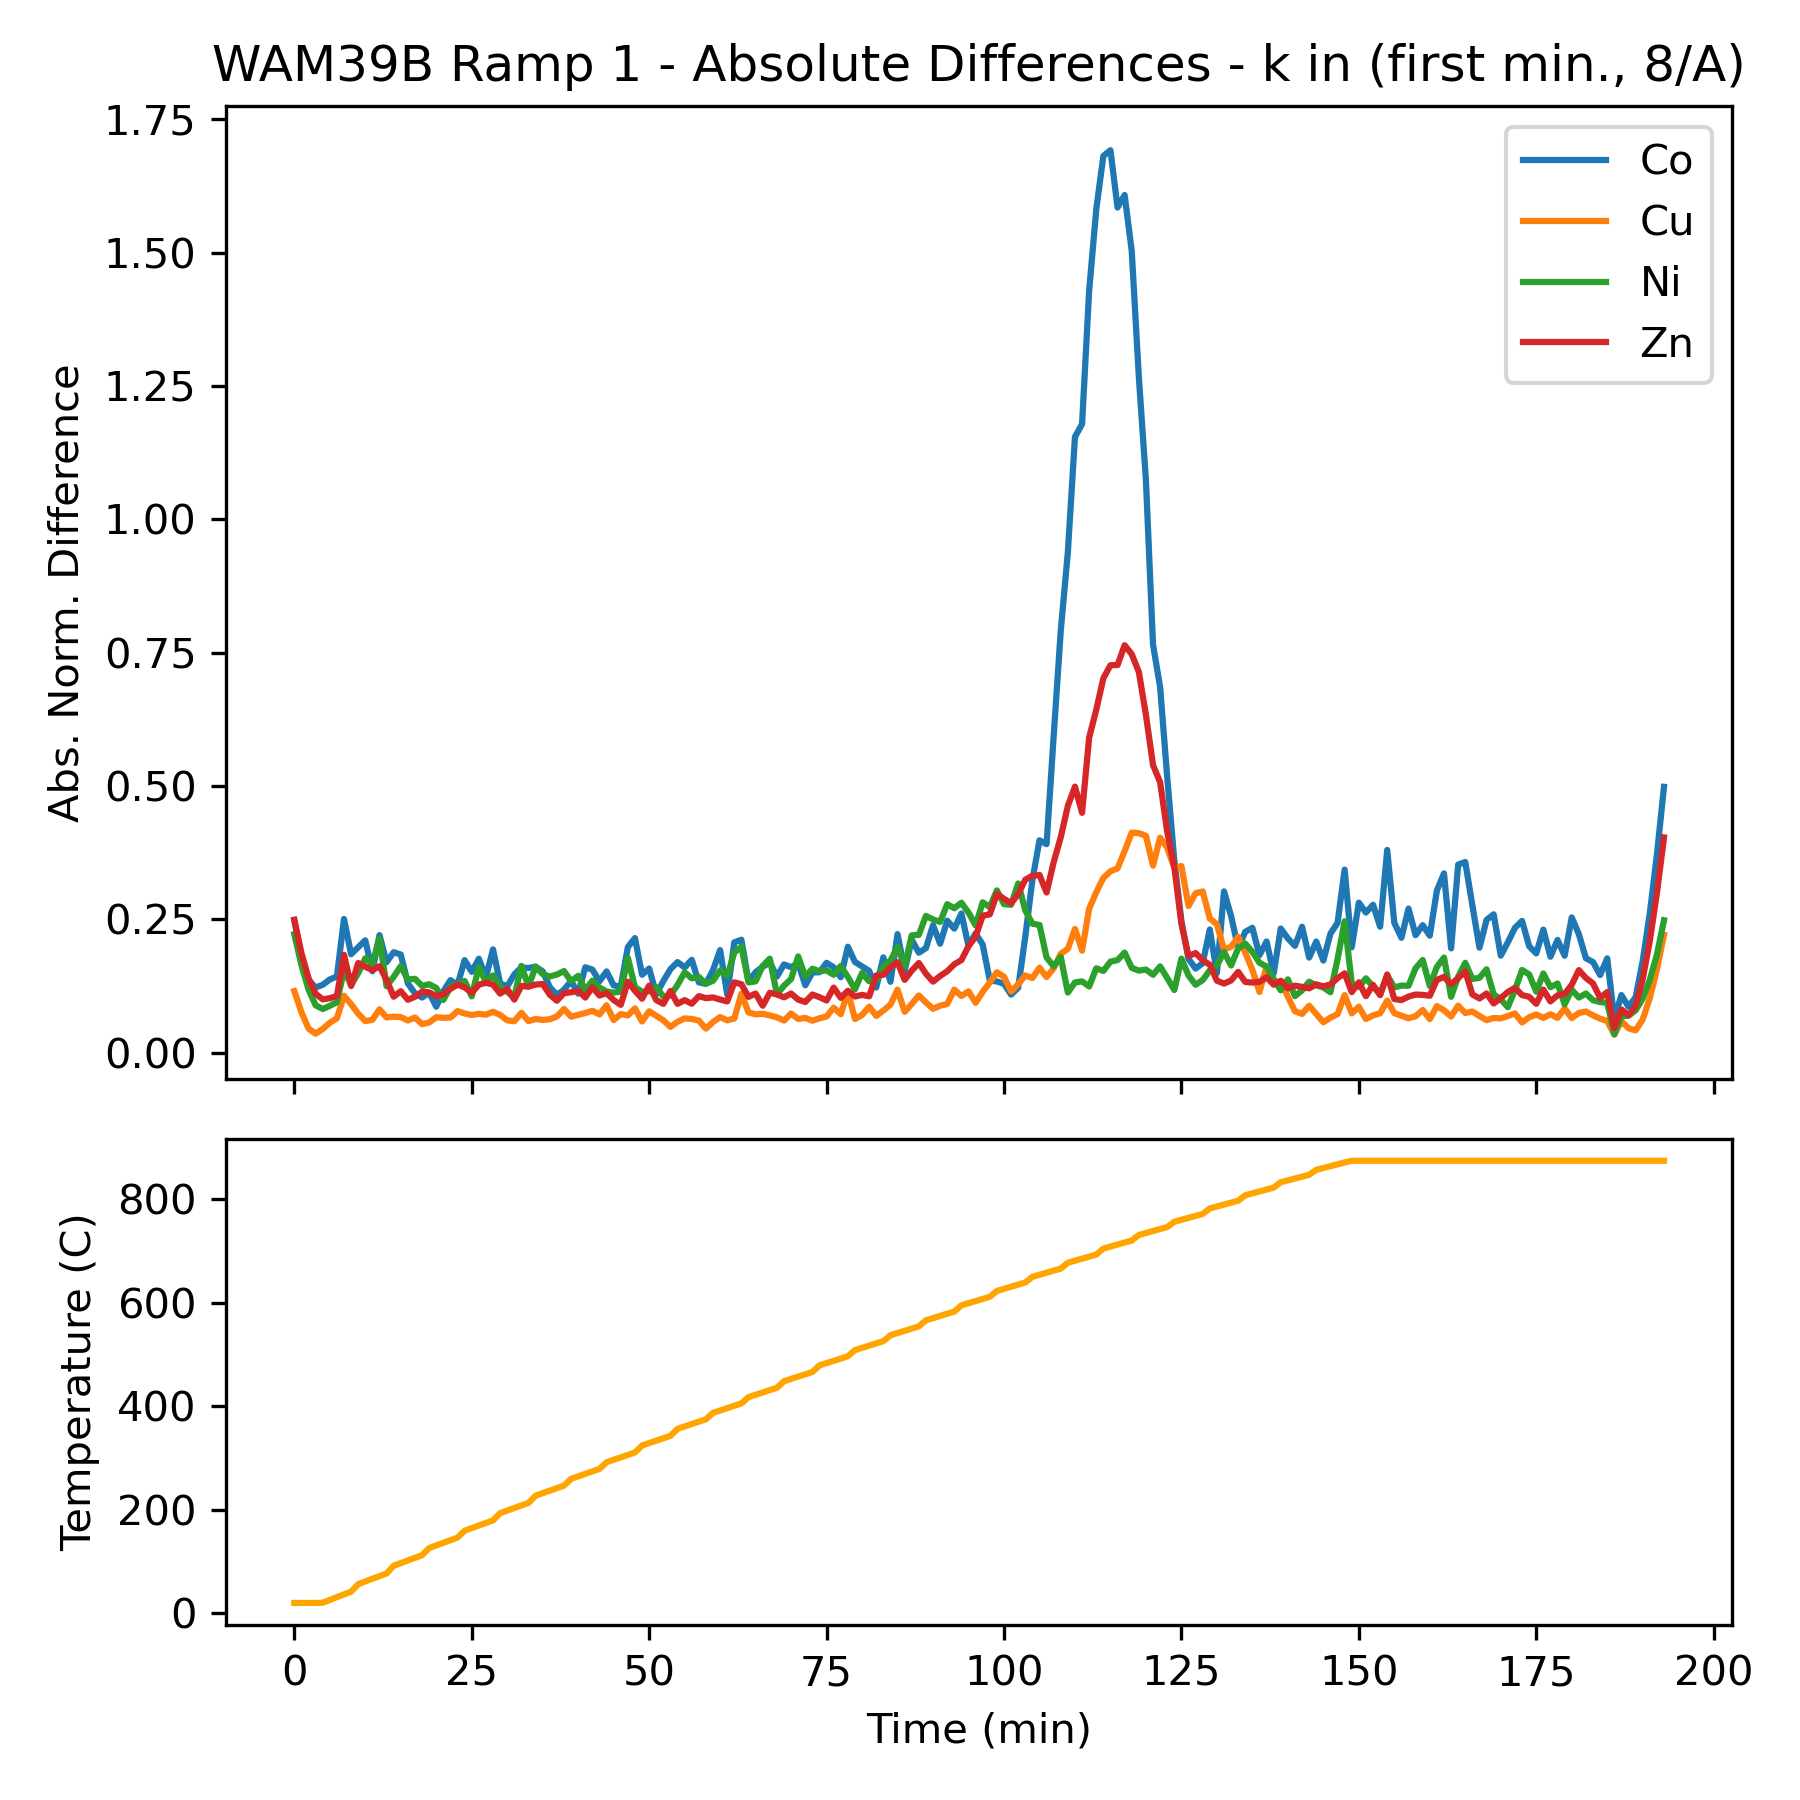 WAM39B Ramp 1 - Absolute Differences - k in (first min., 8/A)
1.75
1.50
1.25
1.00
0.75
0.50
0.25
0.00
Abs. Norm. Difference
Co
Cu
Ni
Zn
800
600
400
200
0
Temperature (C)
0 25 50 75 100 125 150 175 200
Time (min)